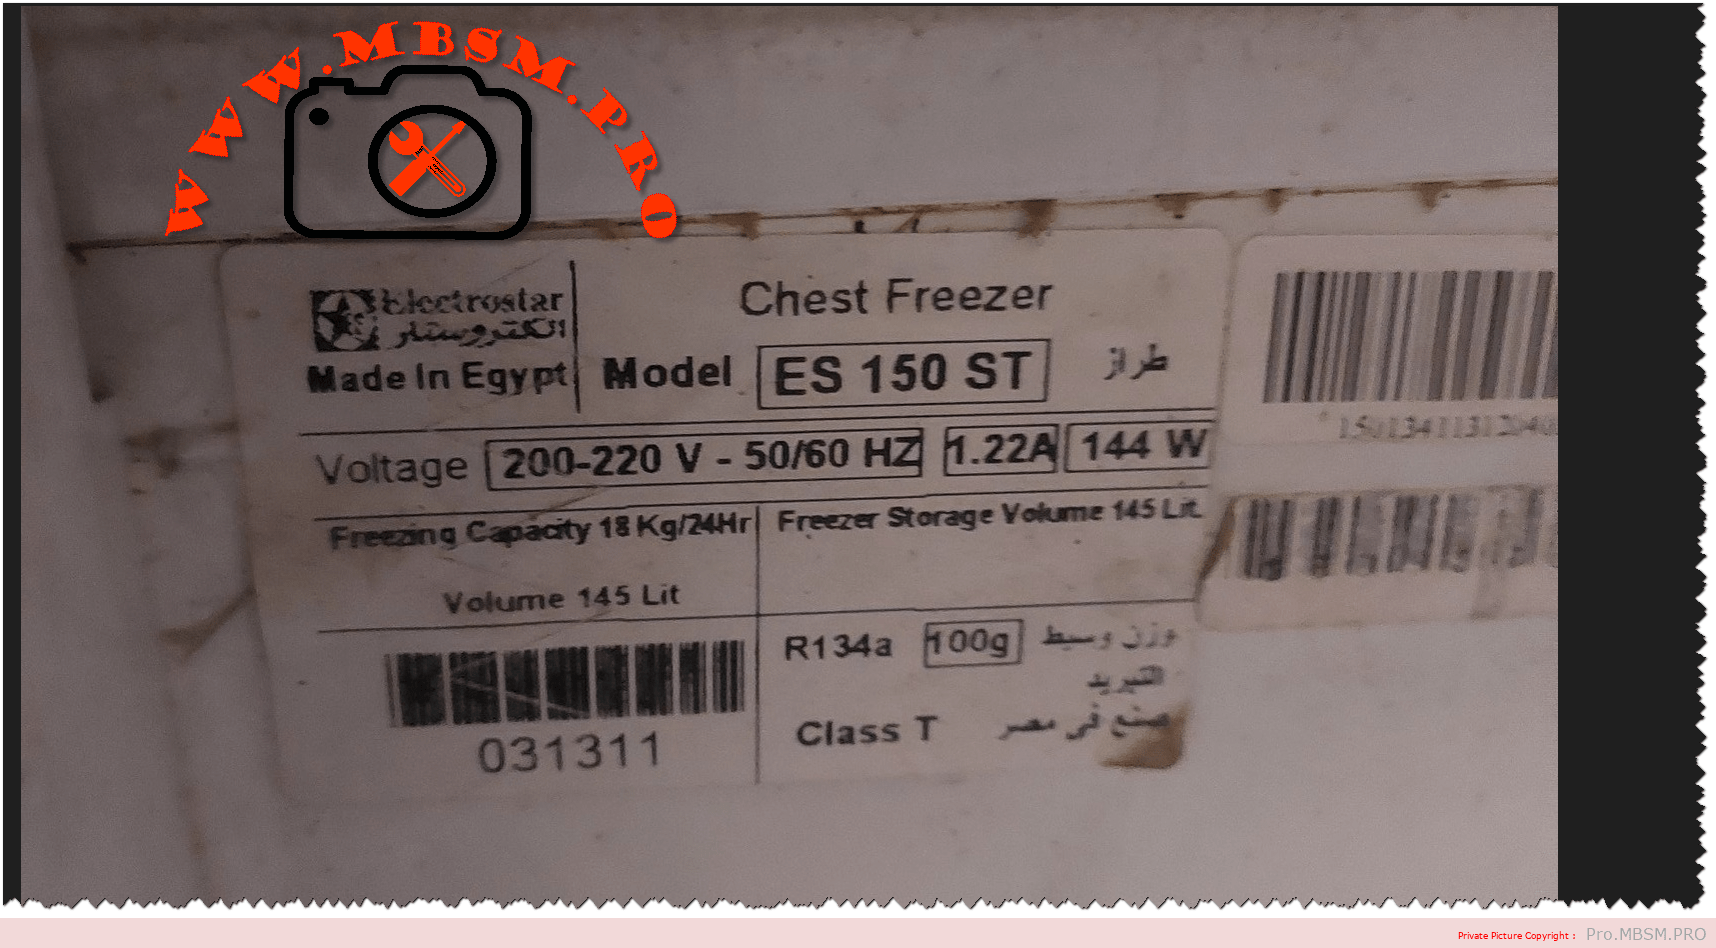 WWW.MBSM.PRO
Electrostar
الكتروستار
Made In Egypt
Chest Freezer
Model ES 150 ST طراز
Voltage 200-220 V - 50/60 HZ 1.22A 144 W
Freezing Capacity 18 Kg/24Hr
Volume 145 Lit
Freezer Storage Volume 145 Lit.
031311
R134a 100g وزن وسيط
التبريد
Class T صنع في مصر
Private Picture Copyright : Pro.MBSM.PRO